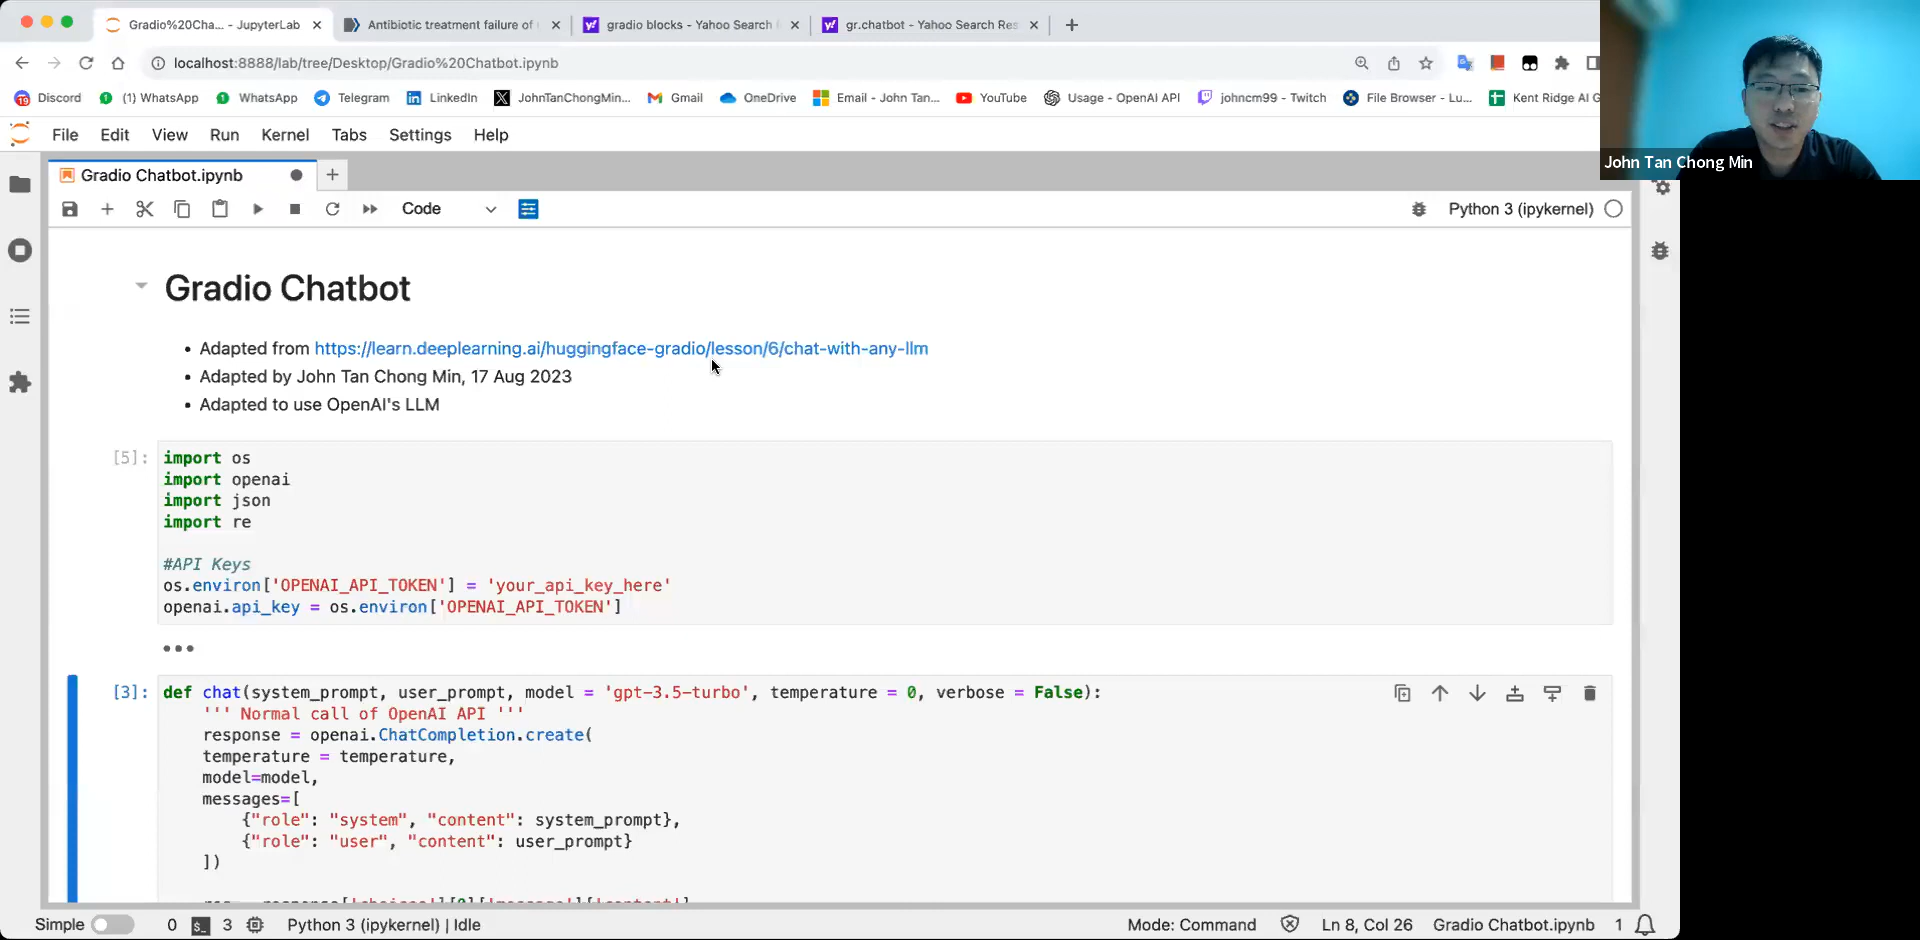 Gradio%20Cha... - JupyterLab
Antibiotic treatment failure of
gradio blocks - Yahoo Search
gr.chatbot - Yahoo Search Res
localhost:8888/lab/tree/Desktop/Gradio%20Chatbot.ipynb
Discord
(1) WhatsApp
WhatsApp
Telegram
LinkedIn
JohnTanChongMin...
Gmail
OneDrive
Email - John Tan...
YouTube
Usage - OpenAI API
johncm99 - Twitch
File Browser - Lu...
Kent Ridge AI G
John Tan Chong Min
File Edit View Run Kernel Tabs Settings Help
Gradio Chatbot.ipynb
Code
Python 3 (ipykernel)
Gradio Chatbot
• Adapted from https://learn.deeplearning.ai/huggingface-gradio/lesson/6/chat-with-any-llm
• Adapted by John Tan Chong Min, 17 Aug 2023
• Adapted to use OpenAI's LLM
[5]: import os
import openai
import json
import re
#API Keys
os.environ['OPENAI_API_TOKEN'] = 'your_api_key_here'
openai.api_key = os.environ['OPENAI_API_TOKEN']
[3]: def chat(system_prompt, user_prompt, model = 'gpt-3.5-turbo', temperature = 0, verbose = False):
''' Normal call of OpenAI API '''
response = openai.ChatCompletion.create(
temperature = temperature,
model=model,
messages=[
{"role": "system", "content": system_prompt},
{"role": "user", "content": user_prompt}
])
Simple 0 3 Python 3 (ipykernel) | Idle
Mode: Command Ln 8, Col 26 Gradio Chatbot.ipynb 1